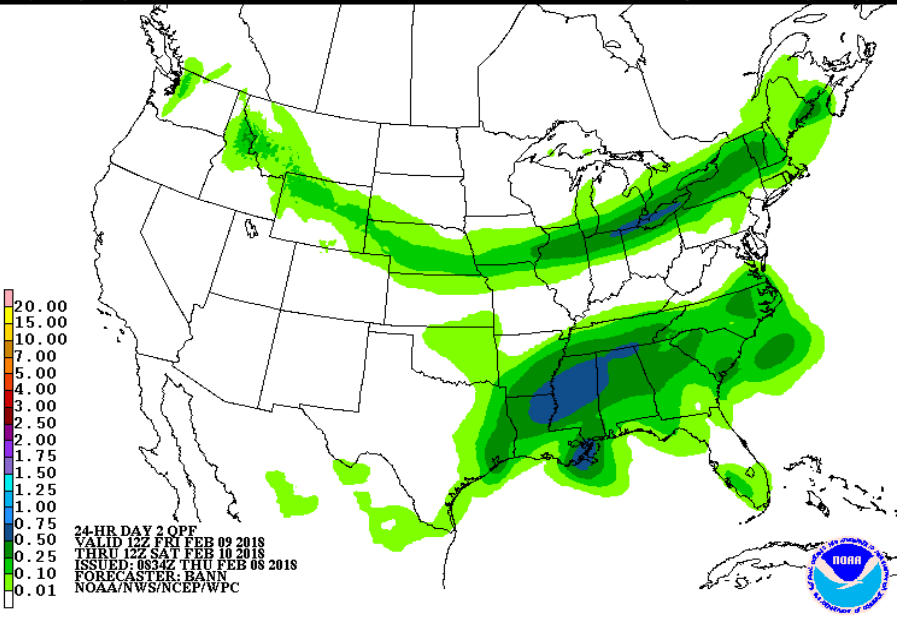 20.00
15.00
10.00
7.00
5.00
4.00
3.00
2.50
2.00
1.75
1.50
1.25
1.00
0.75
0.50
0.25
0.10
0.01
24-HR DAY 2 QPF
VALID 12Z FRI FEB 09 2018
THRU 12Z SAT FEB 10 2018
ISSUED: 0834Z THU FEB 08 2018
FORECASTER: BANN
NOAA/NWS/NCEP/WPC
NOAA